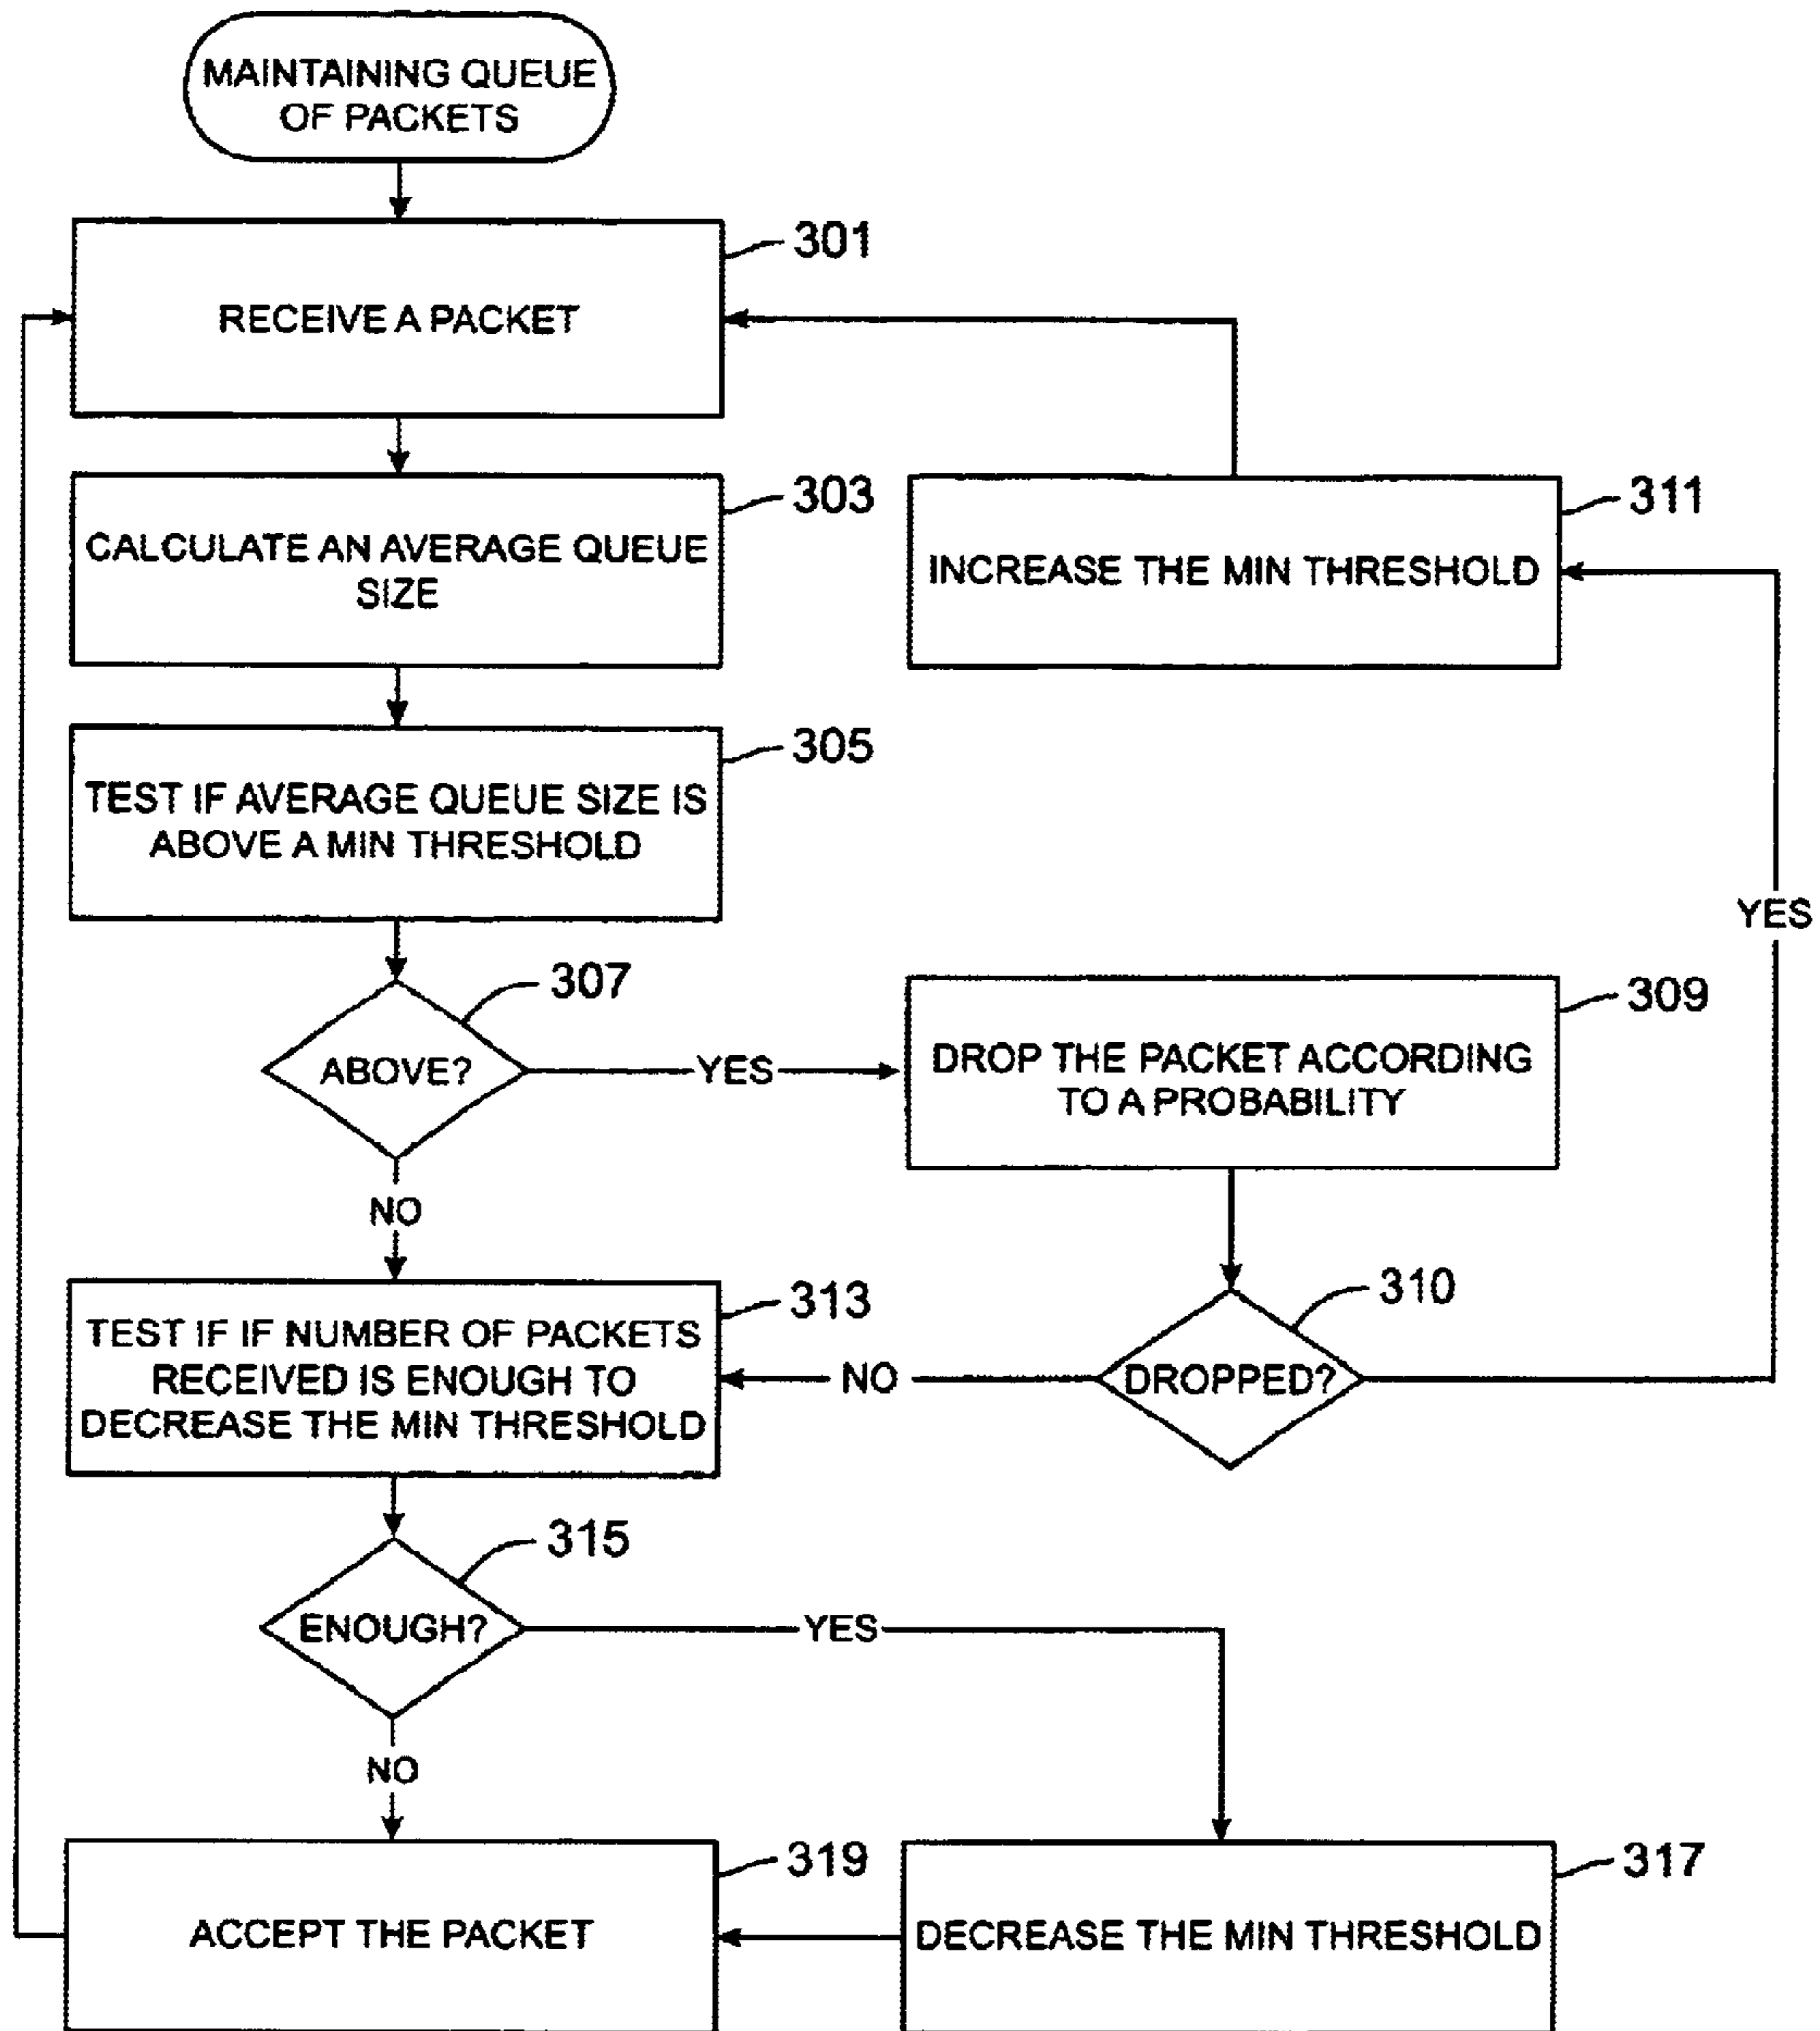 MAINTAINING QUEUE
OF PACKETS
301
RECEIVE A PACKET
303
CALCULATE AN AVERAGE QUEUE
SIZE
311
INCREASE THE MIN THRESHOLD
305
TEST IF AVERAGE QUEUE SIZE IS
ABOVE A MIN THRESHOLD
YES
307
ABOVE?
YES
309
DROP THE PACKET ACCORDING
TO A PROBABILITY
NO
313
TEST IF IF NUMBER OF PACKETS
RECEIVED IS ENOUGH TO
DECREASE THE MIN THRESHOLD
NO
310
DROPPED?
315
ENOUGH?
YES
NO
319
ACCEPT THE PACKET
317
DECREASE THE MIN THRESHOLD